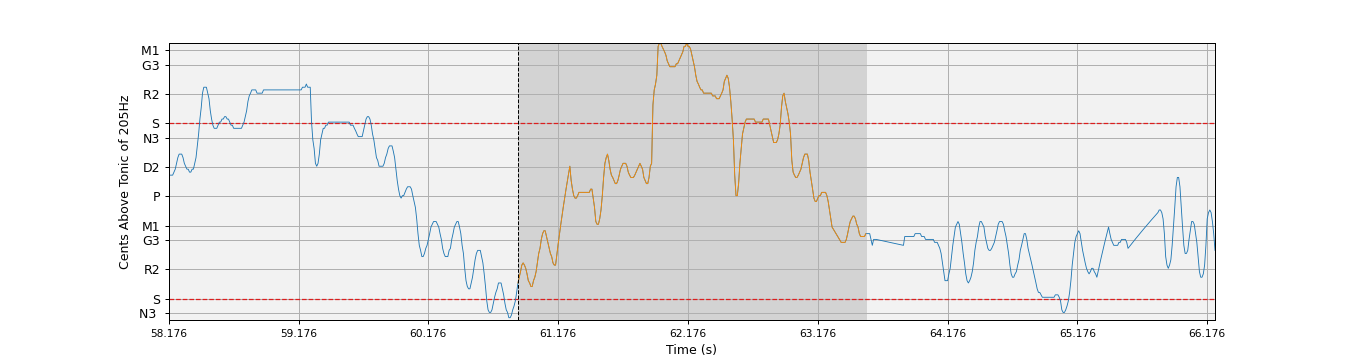 Cents Above Tonic of 205Hz
M1
G3
R2
S
N3
D2
P
M1
G3
R2
S
N3
58.176 59.176 60.176 61.176 62.176 63.176 64.176 65.176 66.176
Time (s)